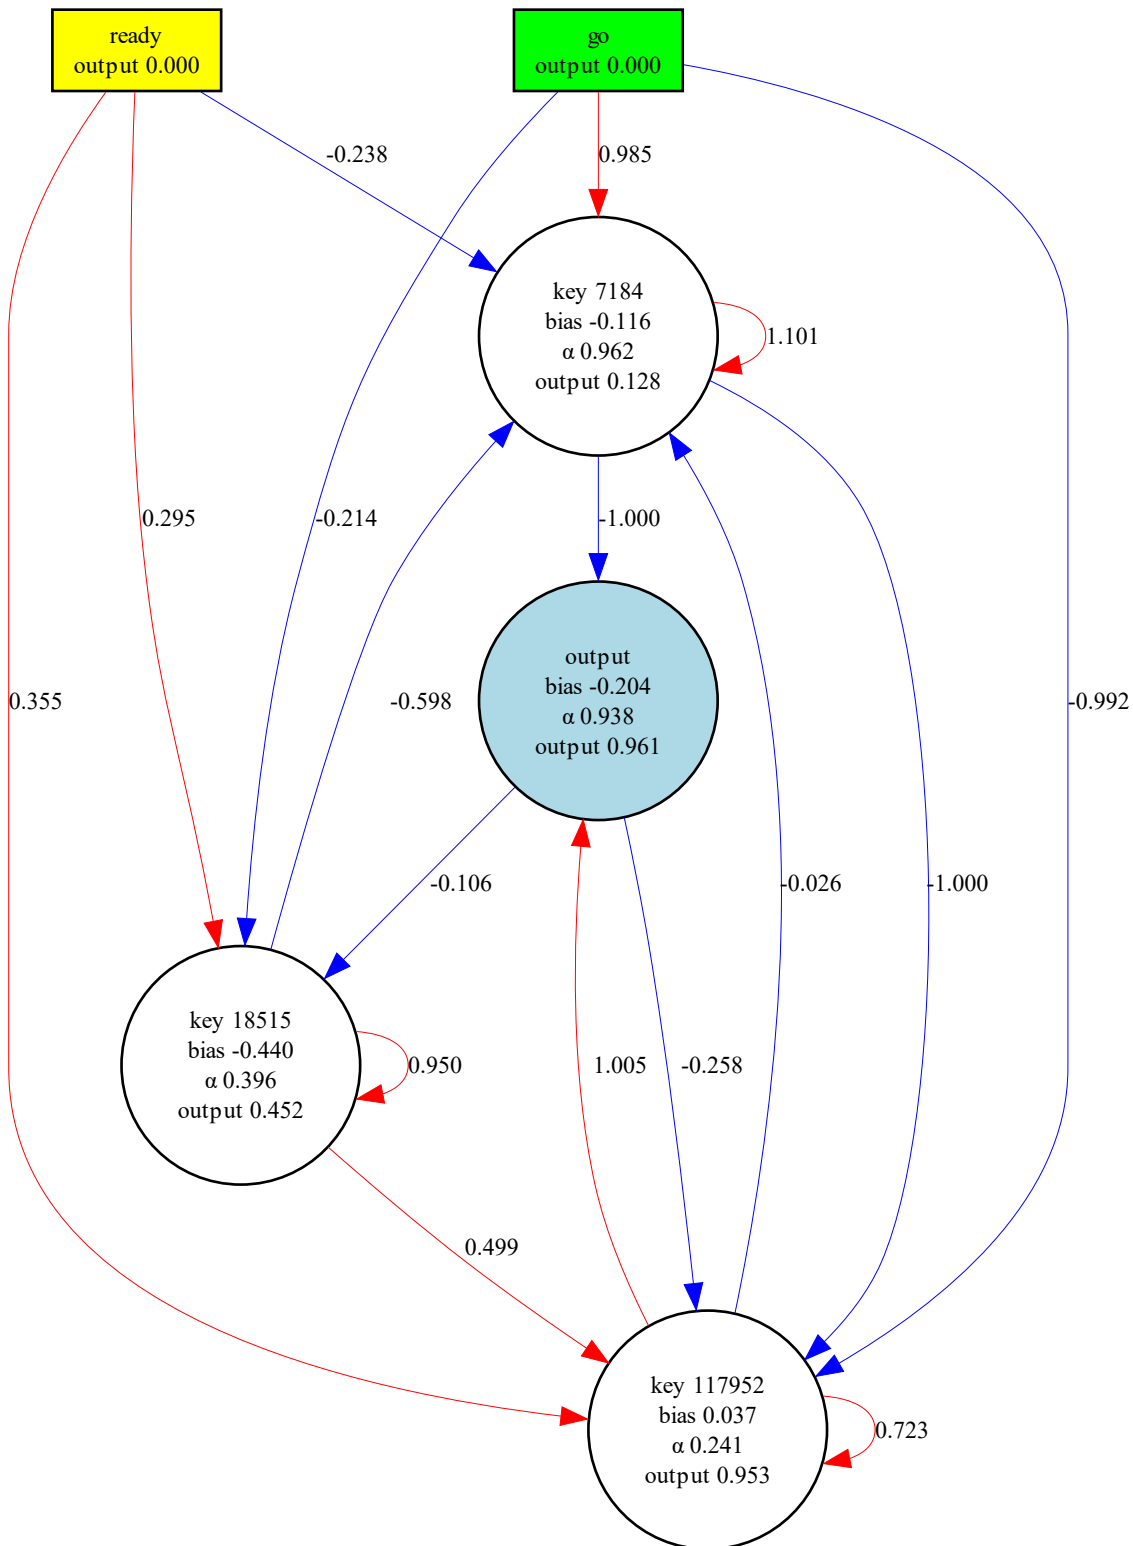 ready
output 0.000
go
output 0.000
-0.238
0.985
key 7184
bias -0.116
α 0.962
output 0.128
1.101
0.295
-0.214
-1.000
0.355
-0.598
output
bias -0.204
α 0.938
output 0.961
-0.992
-0.106
-0.026
-1.000
key 18515
bias -0.440
α 0.396
output 0.452
0.950
1.005
-0.258
0.499
key 117952
bias 0.037
α 0.241
output 0.953
0.723